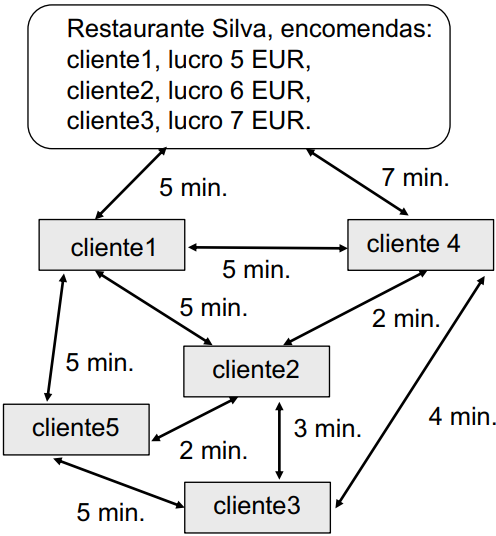 Restaurante Silva, encomendas:
cliente1, lucro 5 EUR,
cliente2, lucro 6 EUR,
cliente3, lucro 7 EUR.
5 min.
7 min.
cliente1
cliente 4
5 min.
5 min.
2 min.
5 min.
cliente2
cliente5
3 min.
4 min.
2 min.
cliente3
5 min.